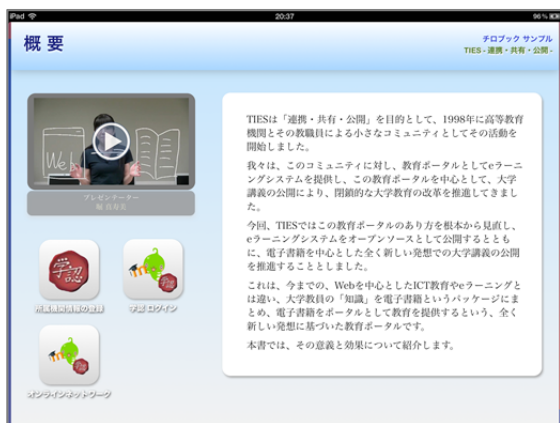 iPad
20:37
96%
概 要
チロブック サンプル
TIES - 連携・共有・公開 -
Web
プレゼンテーター
TIESは「連携・共有・公開」を目的として、1998年に高等教育
機関とその教職員による小さなコミュニティとしてその活動を
開始しました。
我々は、このコミュニティに対し、教育ポータルとしてeラーニ
ングシステムを提供し、この教育ポータルを中心として、大学
講義の公開により、閉鎖的な大学教育の改革を推進してきまし
た。
今回、TIESではこの教育ポータルのあり方を根本から見直し、
eラーニングシステムをオープンソースとして公開するととも
に、電子書籍を中心とした全く新しい発想での大学講義の公開
を推進することとしました。
これは、今までの、Webを中心としたICT教育やeラーニングと
は違い、大学教員の「知識」を電子書籍というパッケージにま
とめ、電子書籍をポータルとして教育を提供するという、全く
新しい発想に基づいた教育ポータルです。
本書では、その意義と効果について紹介します。
学認
所属機関情報の登録
学認 ログイン
オンラインネットワーク